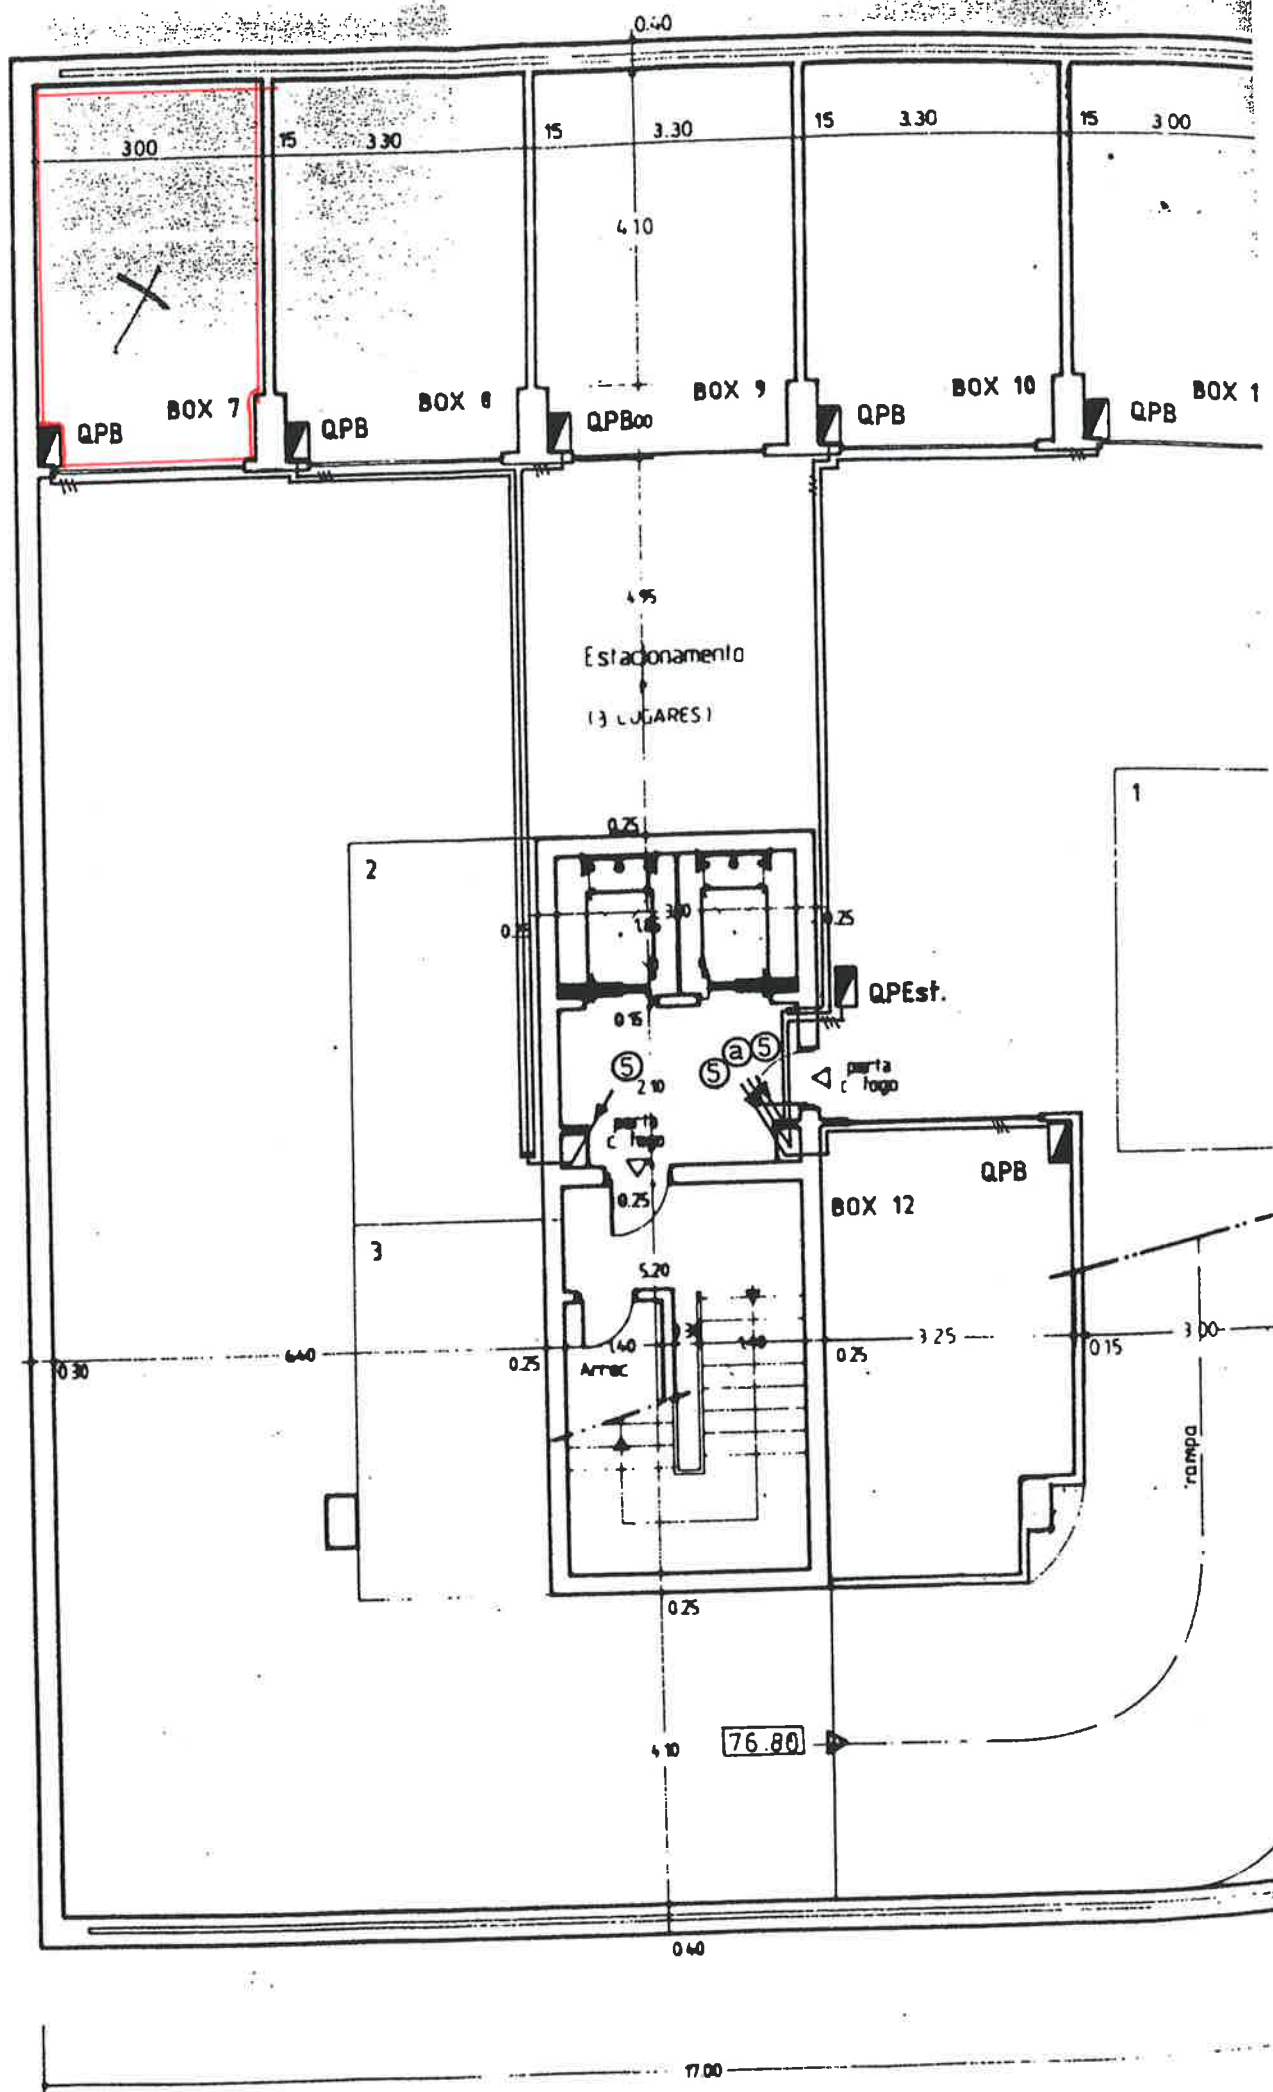 0.40
3.00 15 3.30 15 3.30 15 3.30 15 3.00
4.10
BOX 7 BOX 8 BOX 9 BOX 10 BOX 1
QPB QPB QPB00 QPB QPB
4.95
Estacionamento
(3 LUGARES)
1
0.25
2
0.25 0.25
QPEst.
0.15
5 5 a 5
porta
c fogo
2.10
porta
c fogo
QPB
0.25
BOX 12
3
5.20
0.30 6.40 0.25 1.40 0.25 3.25 0.15 3.00
Arrec
rampa
0.25
4.10 76.80
0.40
17.00